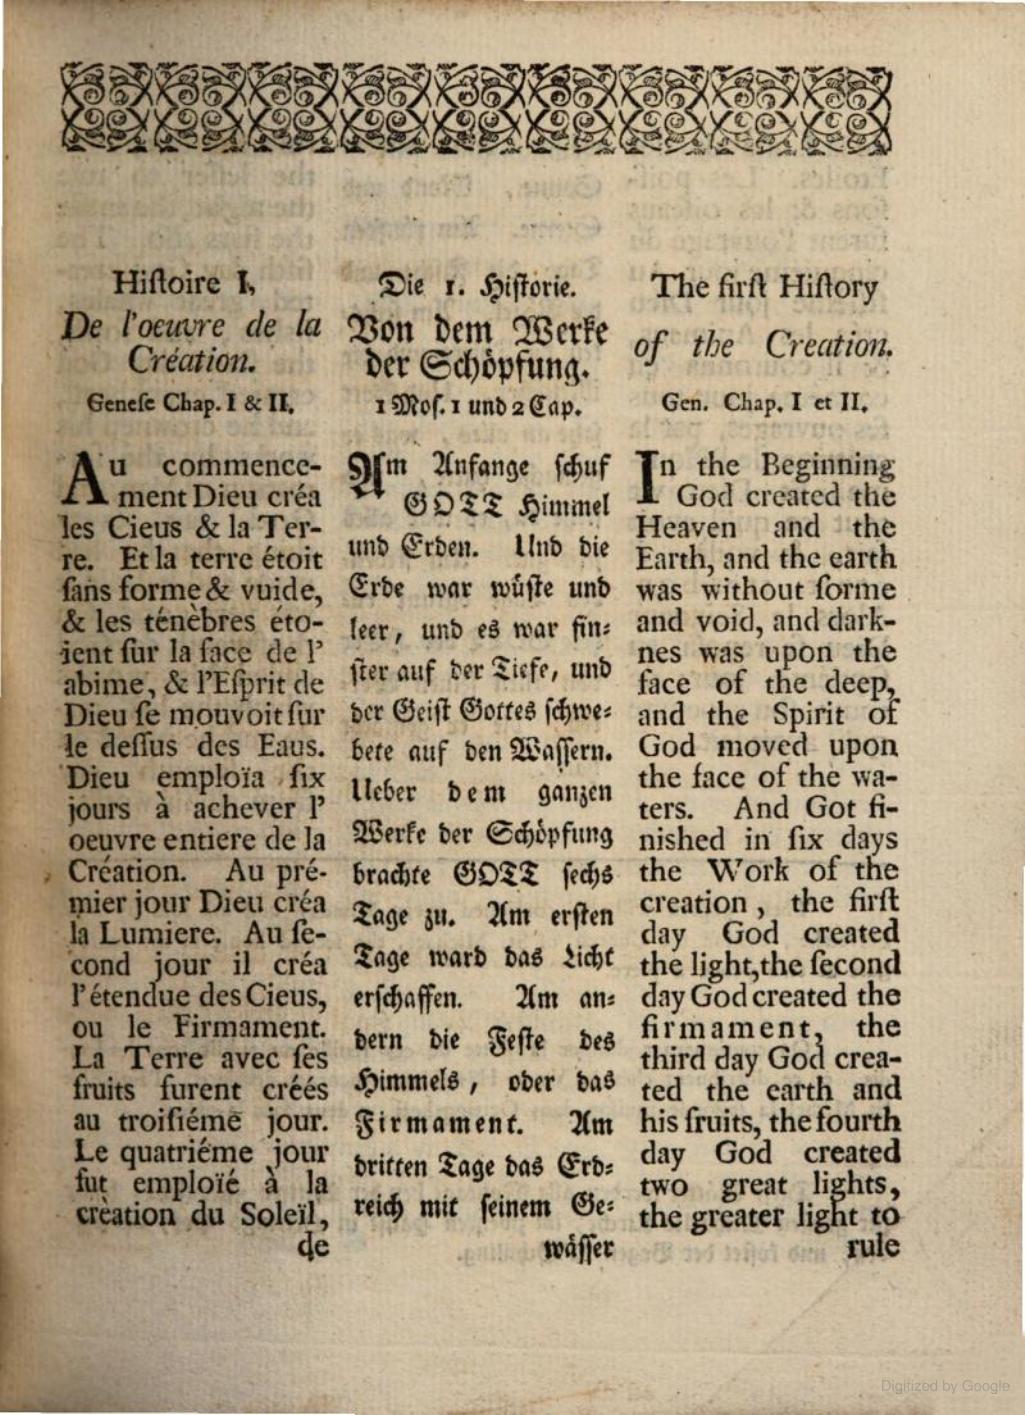 Hiſtoire I,
De l'oeuvre de la
Création.
Geneſe Chap. I & II.
Au commence-
ment Dieu créa
les Cieus & la Ter-
re. Et la terre étoit
ſans forme & vuide,
& les ténèbres éto-
ient ſur la face de l'
abime, & l'Eſprit de
Dieu ſe mouvoit ſur
le deſſus des Eaus.
Dieu emploïa ſix
jours à achever l'
oeuvre entiere de la
Création. Au pré-
mier jour Dieu créa
la Lumiere. Au ſe-
cond jour il créa
l'étendue des Cieus,
ou le Firmament.
La Terre avec ſes
fruits furent créés
au troiſiéme jour.
Le quatriéme jour
fut emploïé à la
crèation du Soleïl,
de
Die 1. Hiſtorie.
Von dem Werke
der Schöpfung.
1 Moſ. 1 und 2 Cap.
Am Anfange ſchuf
GOTT Himmel
und Erden. Und die
Erde war wüſte und
leer, und es war fin⸗
ſter auf der Tiefe, und
der Geiſt Gottes ſchwe⸗
bete auf den Waſſern.
Ueber dem ganzen
Werke der Schöpfung
brachte GOTT ſechs
Tage zu. Am erſten
Tage ward das Licht
erſchaffen. Am an⸗
dern die Feſte des
Himmels, oder das
Firmament. Am
dritten Tage das Erd⸗
reich mit ſeinem Ge⸗
wäſſer
The firſt Hiſtory
of the Creation.
Gen. Chap. I et II.
In the Beginning
God created the
Heaven and the
Earth, and the earth
was without forme
and void, and dark-
nes was upon the
face of the deep,
and the Spirit of
God moved upon
the face of the wa-
ters. And Got fi-
nished in ſix days
the Work of the
creation, the firſt
day God created
the light, the ſecond
day God created the
firmament, the
third day God crea-
ted the earth and
his fruits, the fourth
day God created
two great lights,
the greater light to
rule
Digitized by Google